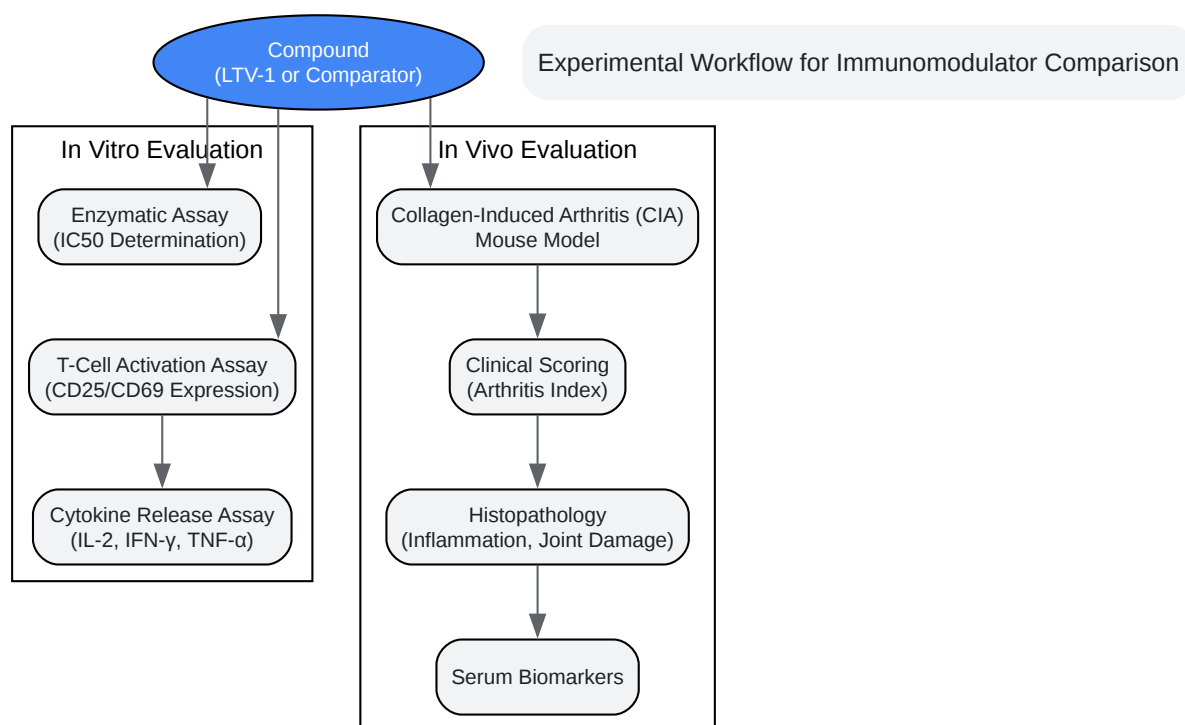 Compound
(LTV-1 or Comparator)
Experimental Workflow for Immunomodulator Comparison
In Vitro Evaluation
Enzymatic Assay
(IC50 Determination)
T-Cell Activation Assay
(CD25/CD69 Expression)
Cytokine Release Assay
(IL-2, IFN-γ, TNF-α)
In Vivo Evaluation
Collagen-Induced Arthritis (CIA)
Mouse Model
Clinical Scoring
(Arthritis Index)
Histopathology
(Inflammation, Joint Damage)
Serum Biomarkers